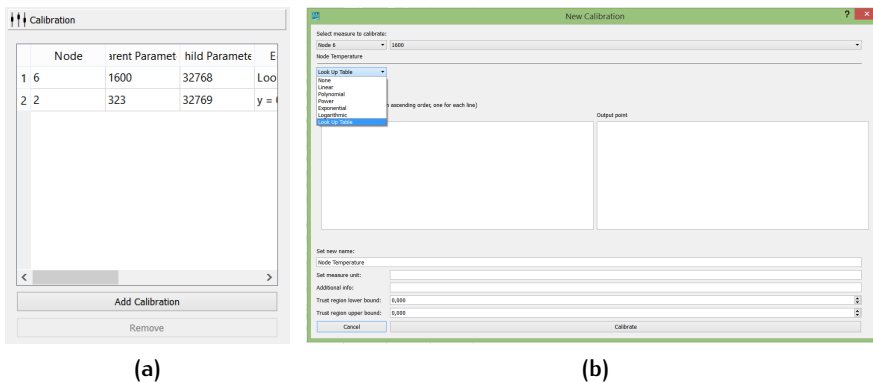 Calibration
Node arent Paramet hild Paramete E
1 6 1600 32768 Loo
2 2 323 32769 y =
Add Calibration
Remove
(a)
New Calibration ?
Select measure to calibrate:
Node 6 1600
Node Temperature
Look Up Table
None
Linear
Polynomial
Power
Exponential
Logarithmic
n ascending order, one for each line)
Look Up Table
Output point
Set new name:
Node Temperature
Set measure unit:
Additional info:
Trust region lower bound: 0,000
Trust region upper bound: 0,000
Cancel Calibrate
(b)